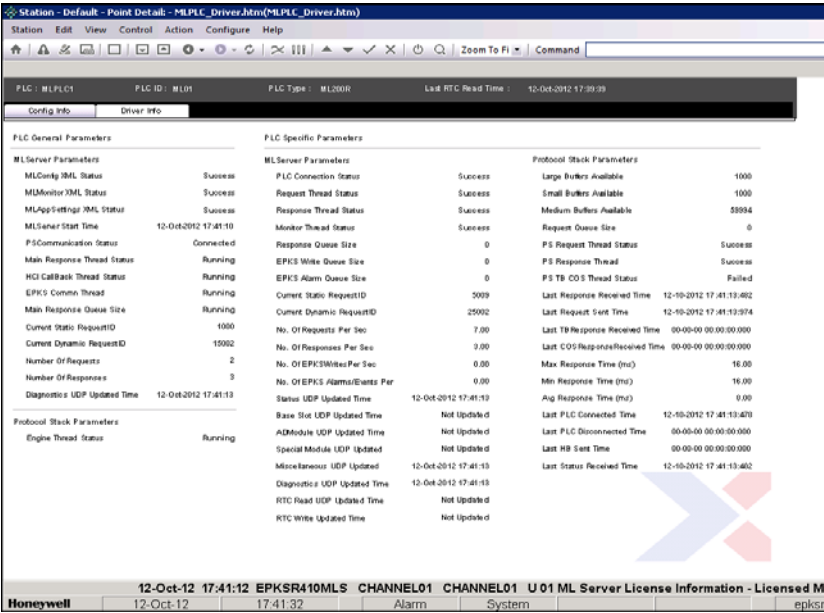 Station - Default - Point Detail: - MLPLC_Driver.htm(MLPLC_Driver.htm)
Station Edit View Control Action Configure Help
Zoom To Fi Command
PLC : MLPLC1 PLC ID : ML01 PLC Type : ML200R Last RTC Read Time : 12-Oct-2012 17:39:39
Config Info Driver Info
PLC General Parameters
MLServer Parameters
MLConfig XML Status Success
MLMonitor XML Status Success
MLAppSettings XML Status Success
MLServer Start Time 12-Oct-2012 17:41:10
PSCommunication Status Connected
Main Response Thread Status Running
HCI CallBack Thread Status Running
EPKS Commn Thread Running
Main Response Queue Size Running
Current Static RequestID 1000
Current Dynamic RequestID 15002
Number Of Requests 2
Number Of Responses 3
Diagnostics UDP Updated Time 12-Oct-2012 17:41:13
Protocol Stack Parameters
Engine Thread Status Running
PLC Specific Parameters
MLServer Parameters
PLC Connection Status Success
Request Thread Status Success
Response Thread Status Success
Monitor Thread Status Success
Response Queue Size 0
EPKS Write Queue Size 0
EPKS Alarm Queue Size 0
Current Static RequestID 5009
Current Dynamic RequestID 25002
No. Of Requests Per Sec 7.00
No. Of Responses Per Sec 3.00
No. Of EPKSWrites Per Sec 0.00
No. Of EPKS Alarms/Events Per 0.00
Status UDP Updated Time 12-Oct-2012 17:41:13
Base Slot UDP Updated Time Not Updated
ADModule UDP Updated Time Not Updated
Special Module UDP Updated Not Updated
Miscellaneous UDP Updated 12-Oct-2012 17:41:13
Diagnostics UDP Updated Time 12-Oct-2012 17:41:13
RTC Read UDP Updated Time Not Updated
RTC Write Updated Time Not Updated
Protocol Stack Parameters
Large Buffers Available 1000
Small Buffers Available 1000
Medium Buffers Available 59994
Request Queue Size 0
PS Request Thread Status Success
PS Response Thread Success
PS TB COS Thread Status Failed
Last Response Received Time 12-10-2012 17:41:13:402
Last Request Sent Time 12-10-2012 17:41:13:974
Last TB Response Received Time 00-00-00 00:00:00:000
Last COS Response Received Time 00-00-00 00:00:00:000
Max Response Time (ms) 16.00
Min Response Time (ms) 16.00
Avg Response Time (ms) 0.00
Last PLC Connected Time 12-10-2012 17:41:13:478
Last PLC Disconnected Time 00-00-00 00:00:00:000
Last HB Sent Time 00-00-00 00:00:00:000
Last Status Received Time 12-10-2012 17:41:13:402
12-Oct-12 17:41:12 EPKSR410MLS CHANNEL01 CHANNEL01 U 01 ML Server License Information - Licensed M
Honeywell 12-Oct-12 17:41:32 Alarm System epksr